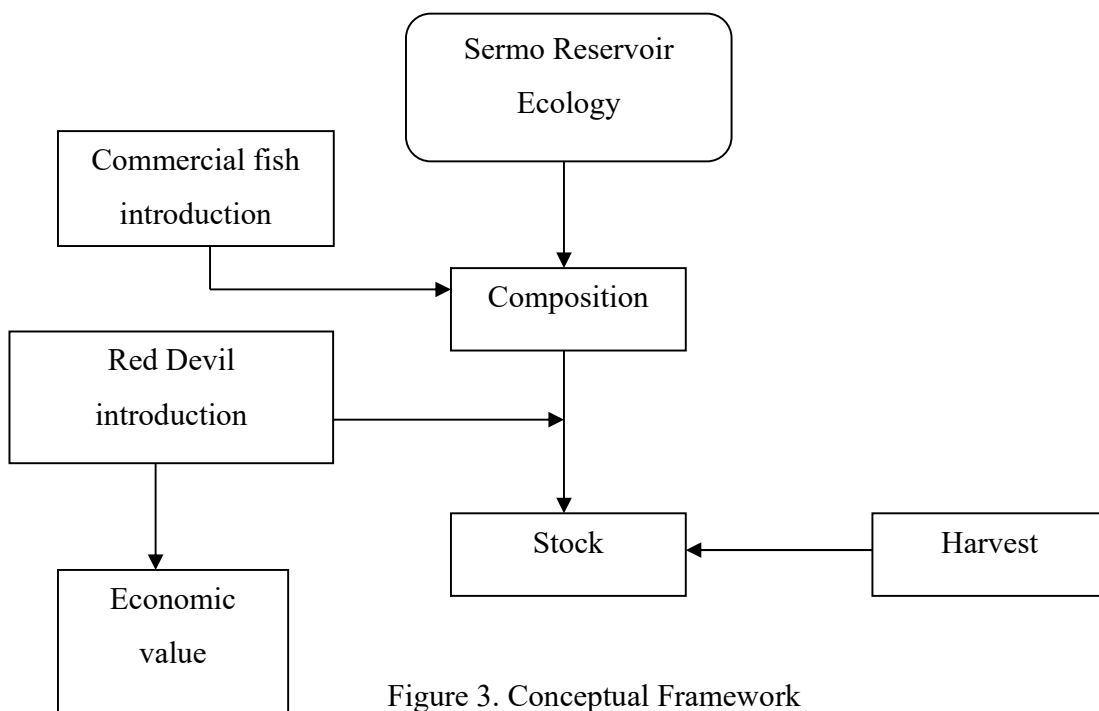 Sermo Reservoir
Ecology
Commercial fish
introduction
Composition
Red Devil
introduction
Stock
Harvest
Economic
value
Figure 3. Conceptual Framework